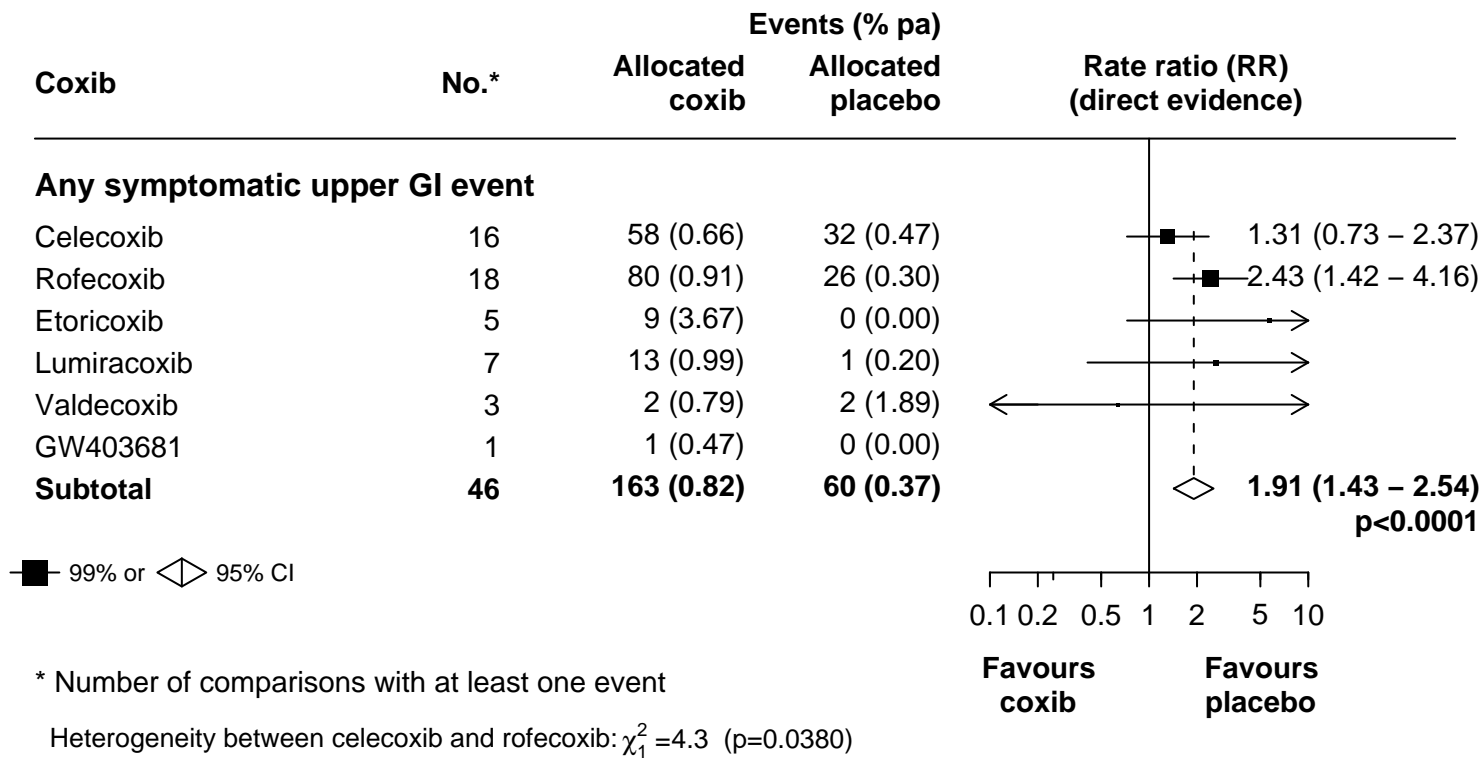 Events (% pa)
Coxib No.* Allocated coxib Allocated placebo Rate ratio (RR) (direct evidence)
Any symptomatic upper GI event
Celecoxib 16 58 (0.66) 32 (0.47) 1.31 (0.73 – 2.37)
Rofecoxib 18 80 (0.91) 26 (0.30) 2.43 (1.42 – 4.16)
Etoricoxib 5 9 (3.67) 0 (0.00)
Lumiracoxib 7 13 (0.99) 1 (0.20)
Valdecoxib 3 2 (0.79) 2 (1.89)
GW403681 1 1 (0.47) 0 (0.00)
Subtotal 46 163 (0.82) 60 (0.37) 1.91 (1.43 – 2.54)
p<0.0001
99% or 95% CI
0.1 0.2 0.5 1 2 5 10
Favours coxib Favours placebo
* Number of comparisons with at least one event
Heterogeneity between celecoxib and rofecoxib: χ²₁ =4.3 (p=0.0380)